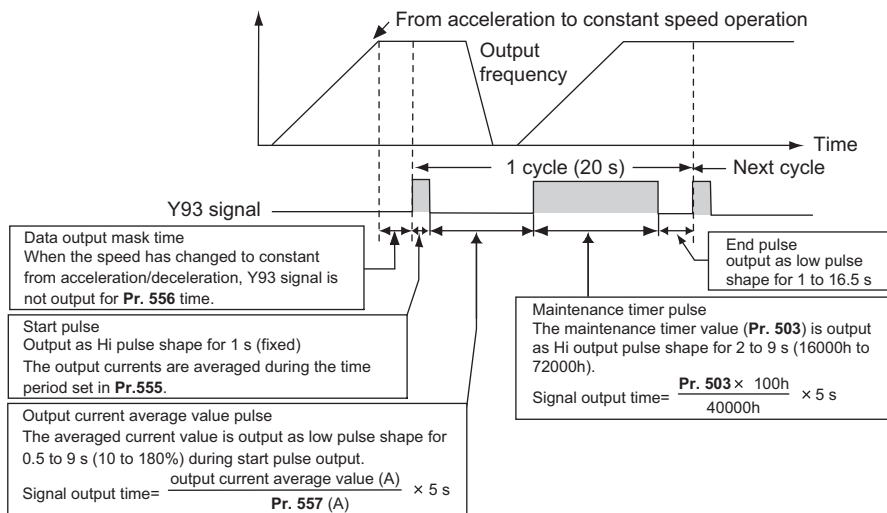 From acceleration to constant speed operation
Output
frequency
Time
1 cycle (20 s)
Next cycle
Y93 signal
Data output mask time
When the speed has changed to constant
from acceleration/deceleration, Y93 signal is
not output for Pr. 556 time.
End pulse
output as low pulse
shape for 1 to 16.5 s
Start pulse
Output as Hi pulse shape for 1 s (fixed)
The output currents are averaged during the time
period set in Pr.555.
Maintenance timer pulse
The maintenance timer value (Pr. 503) is output
as Hi output pulse shape for 2 to 9 s (16000h to
72000h).
Signal output time= Pr. 503 × 100h
40000h
× 5 s
Output current average value pulse
The averaged current value is output as low pulse shape for
0.5 to 9 s (10 to 180%) during start pulse output.
Signal output time= output current average value (A)
Pr. 557 (A)
× 5 s